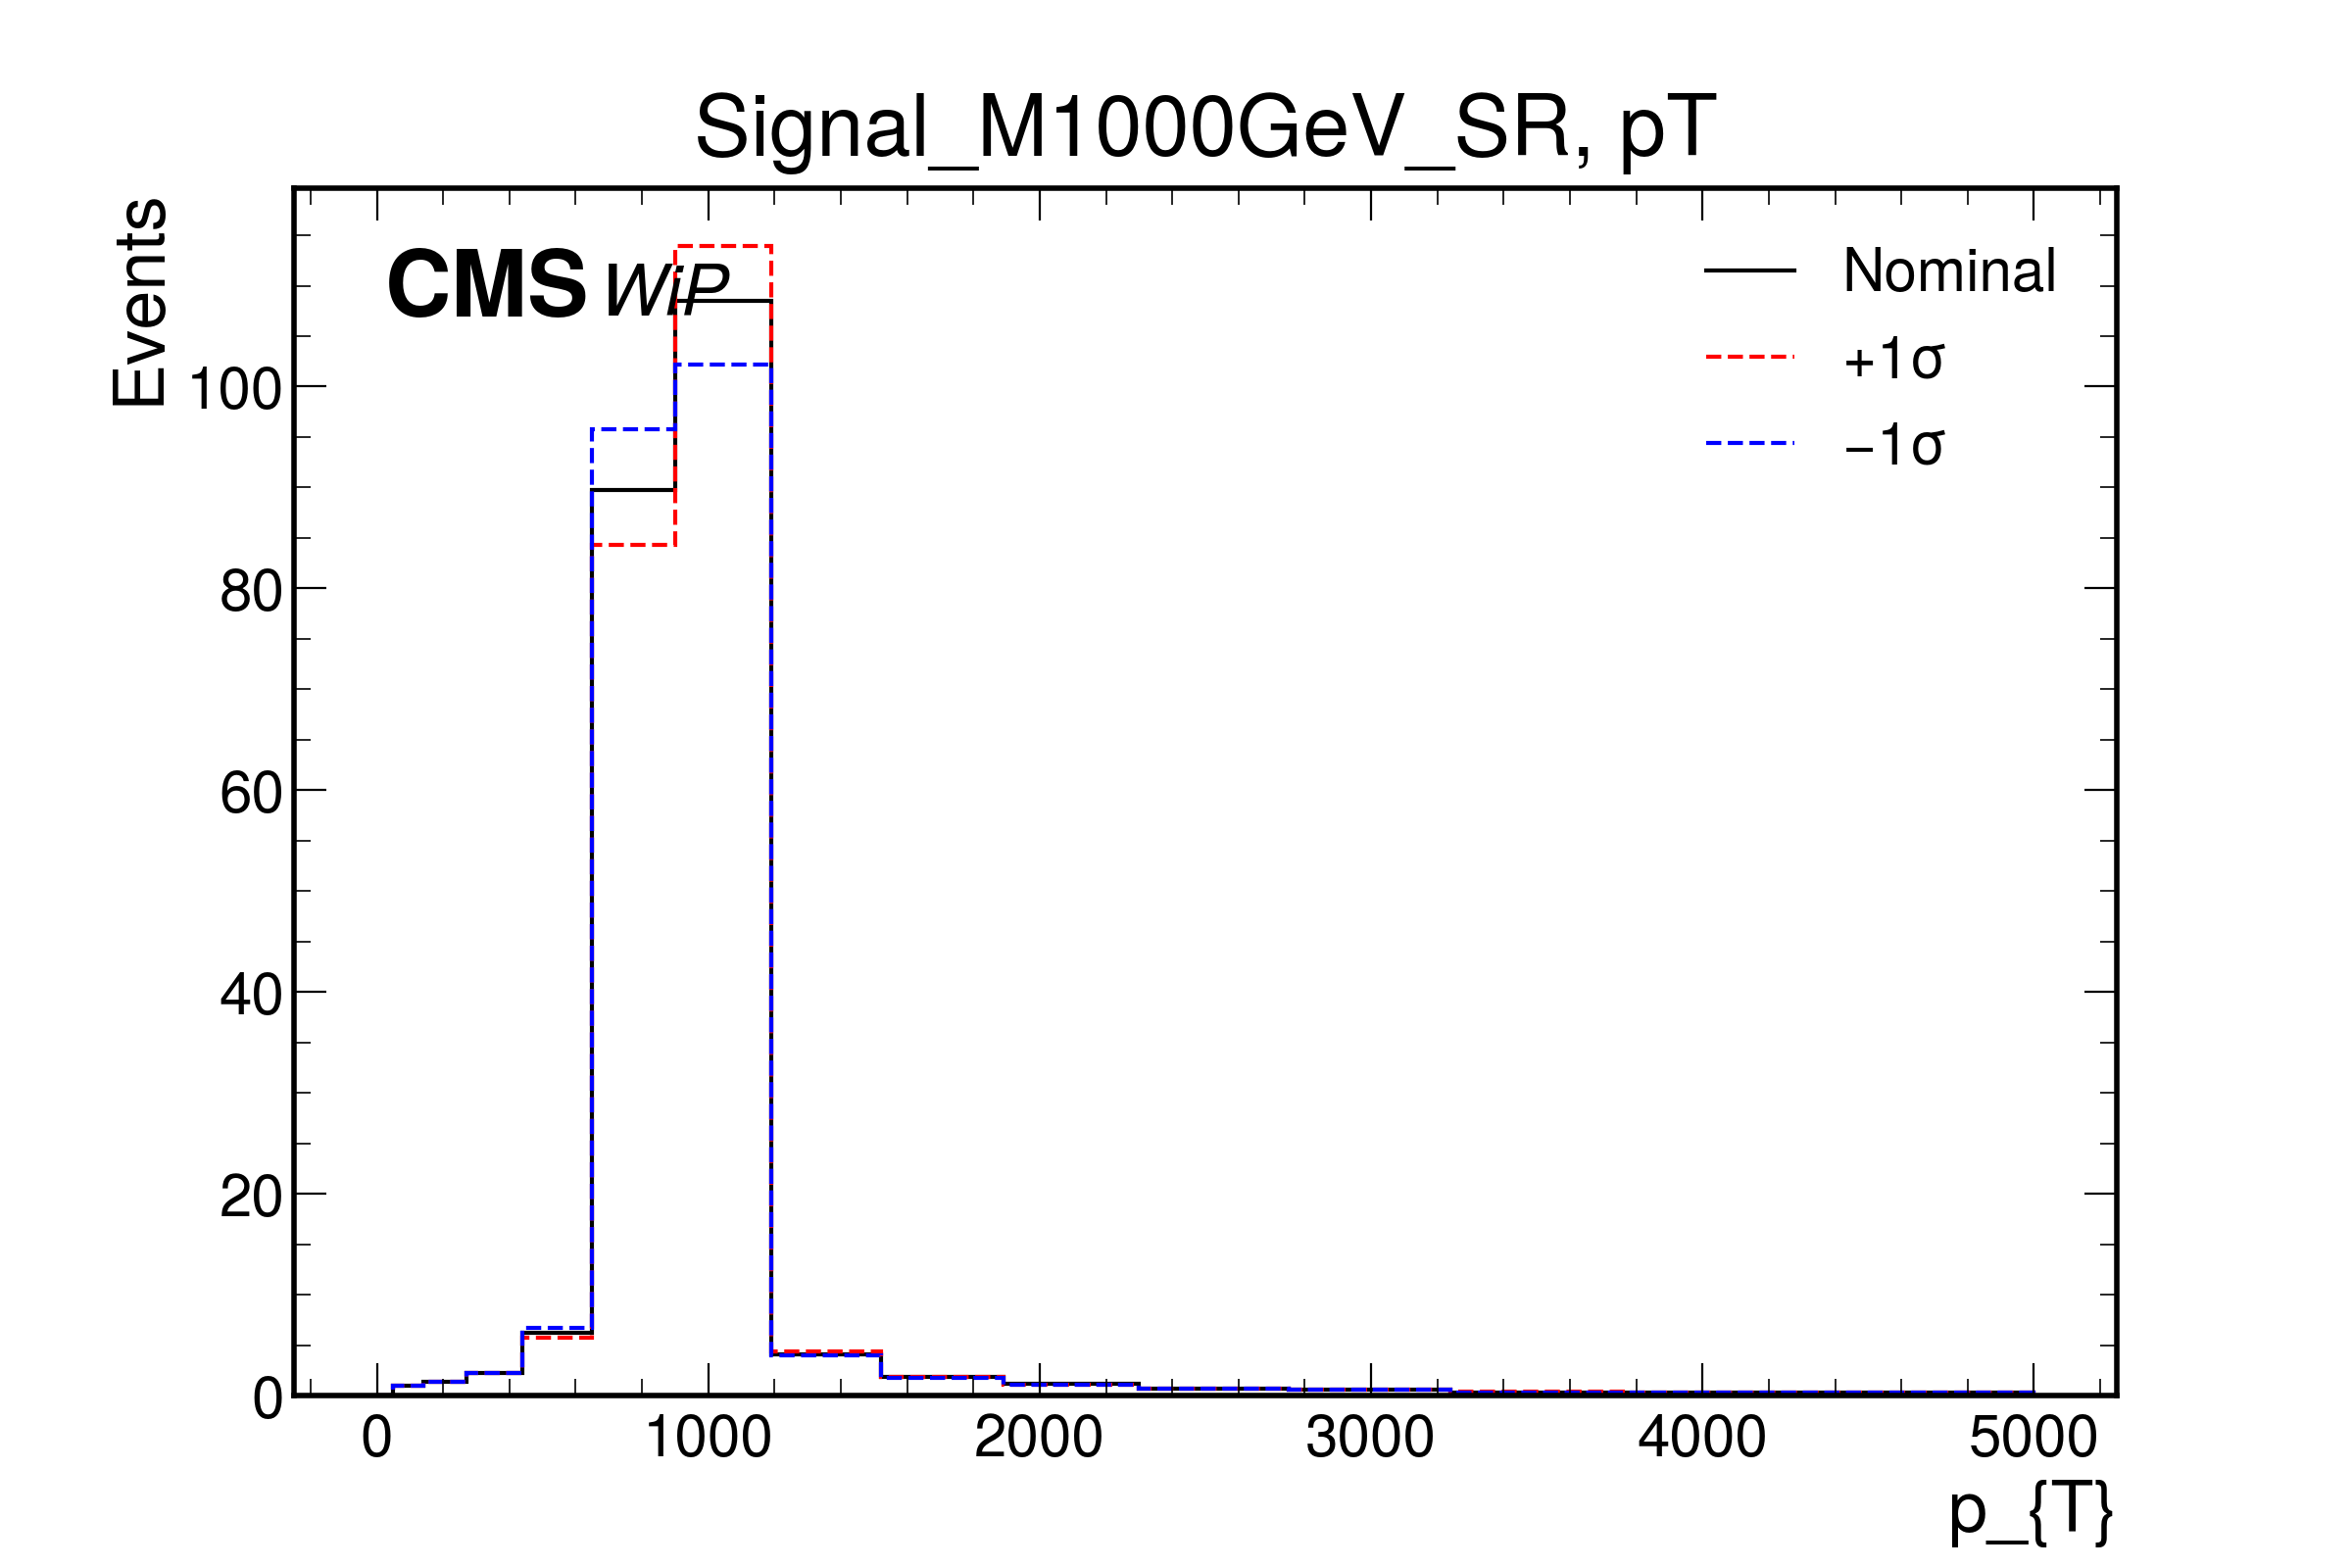 Signal_M1000GeV_SR, pT
Events
CMS WiP
Nominal
+1σ
−1σ
100
80
60
40
20
0
0 1000 2000 3000 4000 5000
p_{T}